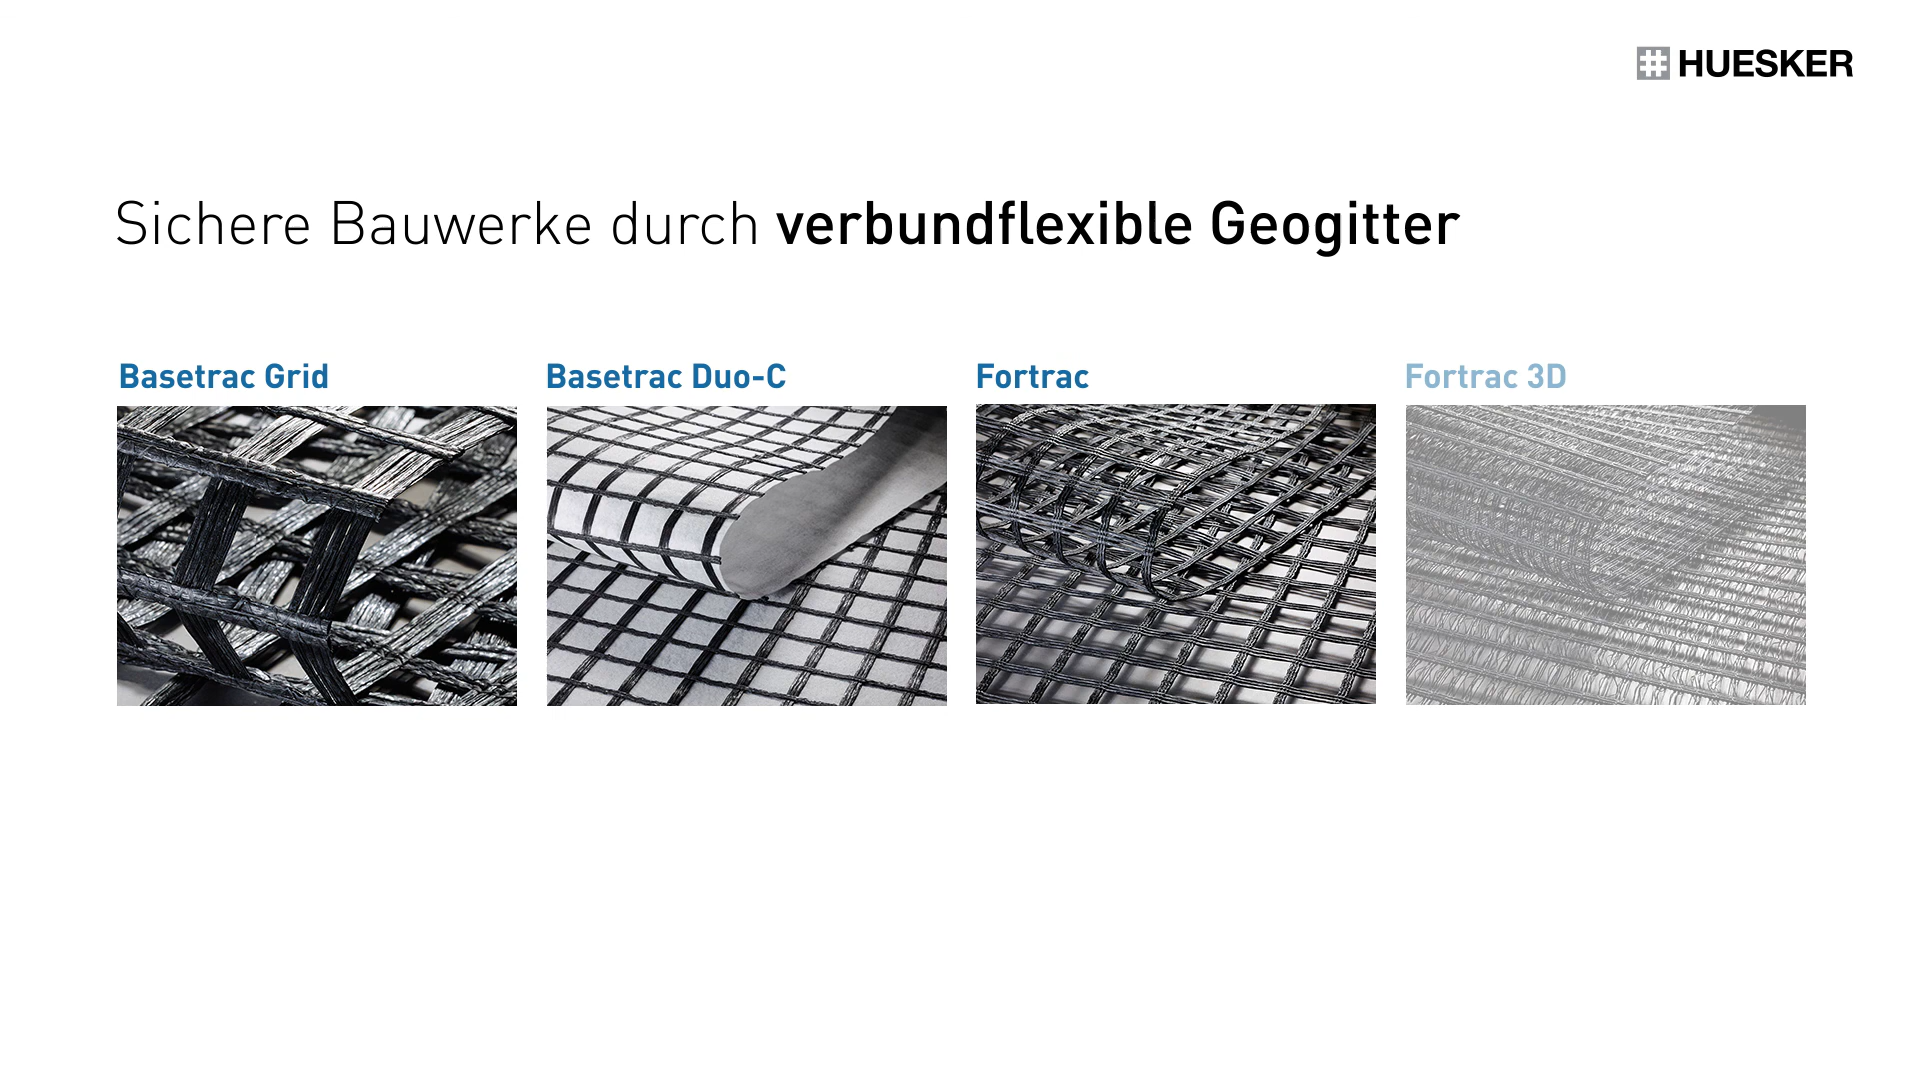 HUESKER
Sichere Bauwerke durch verbundflexible Geogitter
Basetrac Grid
Basetrac Duo-C
Fortrac
Fortrac 3D